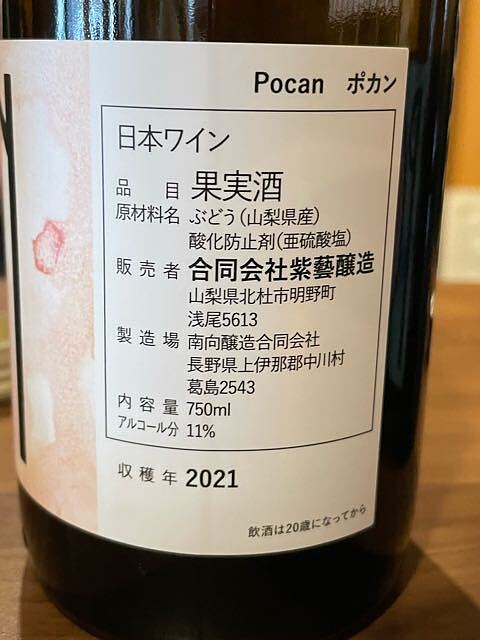 Pocan ポカン
日本ワイン
品目 果実酒
原材料名 ぶどう(山梨県産)
酸化防止剤(亜硫酸塩)
販売者 合同会社紫藝醸造
山梨県北杜市明野町
浅尾5613
製造場 南向醸造合同会社
長野県上伊那郡中川村
葛島2543
内容量 750ml
アルコール分 11%
収穫年 2021
飲酒は20歳になってから